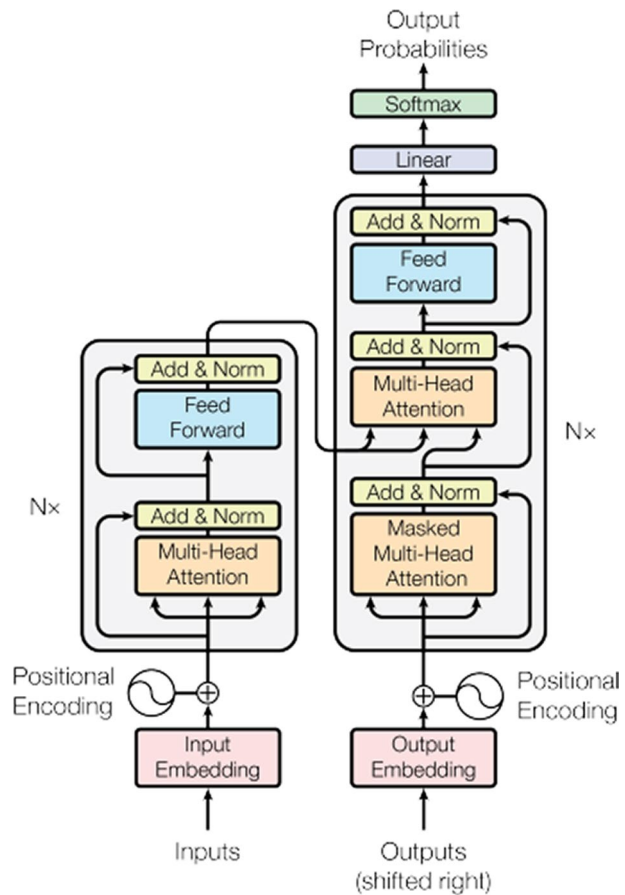 Output
Probabilities
Softmax
Linear
Add & Norm
Feed
Forward
Add & Norm
Multi-Head
Attention
Add & Norm
Masked
Multi-Head
Attention
Nx
Add & Norm
Feed
Forward
Add & Norm
Multi-Head
Attention
Nx
Positional
Encoding
Positional
Encoding
Input
Embedding
Output
Embedding
Inputs
Outputs
(shifted right)